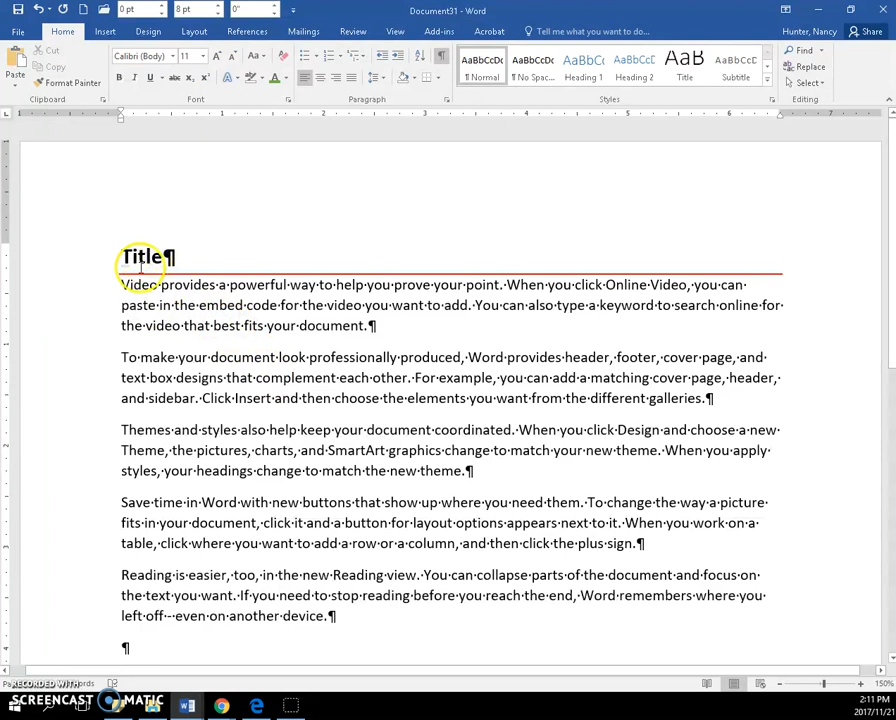 0 pt 8 pt 0" Document31 - Word Hunter, Nancy
File Home Insert Design Layout References Mailings Review View Add-ins Acrobat Tell me what you want to do... Share
Cut
Copy
Format Painter
Paste
Calibri (Body) 11
AaBbCcDc AaBbCcDc AaBbCc AaBbCcC AaB AaBbCcD
¶ Normal ¶ No Spac... Heading 1 Heading 2 Title Subtitle
Find
Replace
Select
Clipboard Font Paragraph Styles Editing
1 1 2 3 4 5 6 7
Title¶
Video·provides·a·powerful·way·to·help·you·prove·your·point.·When·you·click·Online·Video,·you·can·
paste·in·the·embed·code·for·the·video·you·want·to·add.·You·can·also·type·a·keyword·to·search·online·for·
the·video·that·best·fits·your·document.¶
To·make·your·document·look·professionally·produced,·Word·provides·header,·footer,·cover·page,·and·
text·box·designs·that·complement·each·other.·For·example,·you·can·add·a·matching·cover·page,·header,·
and·sidebar.·Click·Insert·and·then·choose·the·elements·you·want·from·the·different·galleries.¶
Themes·and·styles·also·help·keep·your·document·coordinated.·When·you·click·Design·and·choose·a·new·
Theme,·the·pictures,·charts,·and·SmartArt·graphics·change·to·match·your·new·theme.·When·you·apply·
styles,·your·headings·change·to·match·the·new·theme.¶
Save·time·in·Word·with·new·buttons·that·show·up·where·you·need·them.·To·change·the·way·a·picture·
fits·in·your·document,·click·it·and·a·button·for·layout·options·appears·next·to·it.·When·you·work·on·a·
table,·click·where·you·want·to·add·a·row·or·a·column,·and·then·click·the·plus·sign.¶
Reading·is·easier,·too,·in·the·new·Reading·view.·You·can·collapse·parts·of·the·document·and·focus·on·
the·text·you·want.·If·you·need·to·stop·reading·before·you·reach·the·end,·Word·remembers·where·you·
left·off·-·even·on·another·device.¶
¶
150%
RECORDED WITH
SCREENCAST MATIC
2:11 PM
2017/11/21